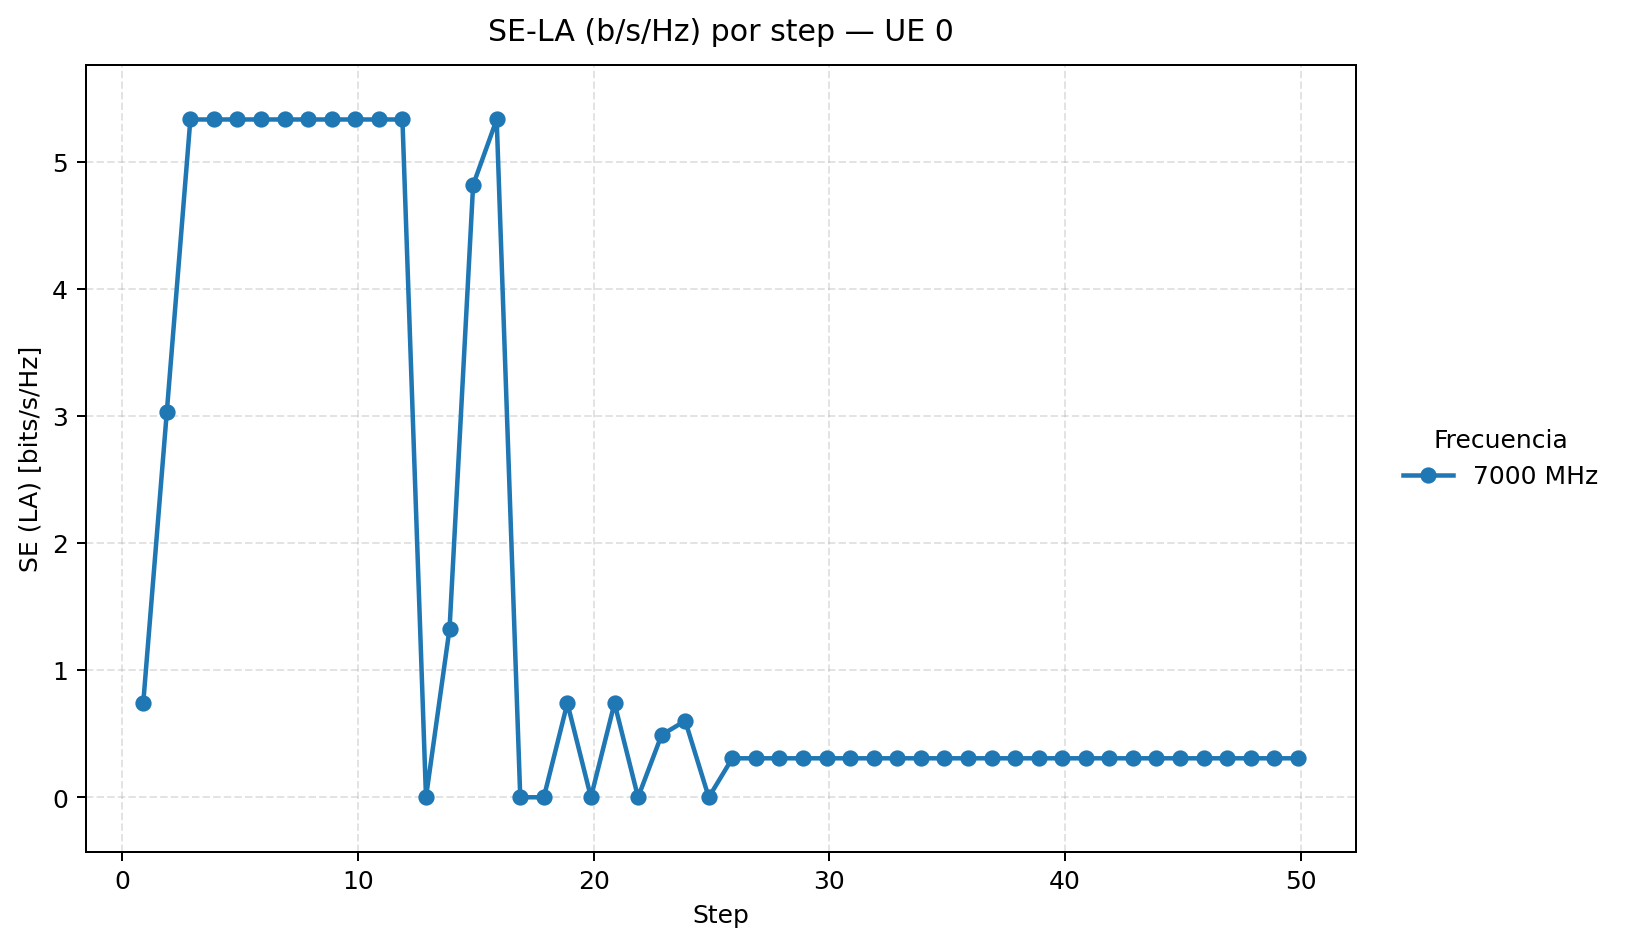 SE-LA (b/s/Hz) por step — UE 0
SE (LA) [bits/s/Hz]
5
4
3
2
1
0
0 10 20 30 40 50
Step
Frecuencia
7000 MHz